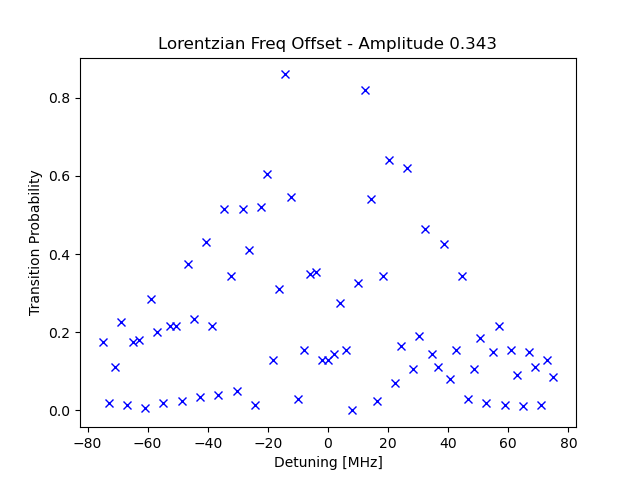 Lorentzian Freq Offset - Amplitude 0.343
Transition Probability
0.8
0.6
0.4
0.2
0.0
−80 −60 −40 −20 0 20 40 60 80
Detuning [MHz]